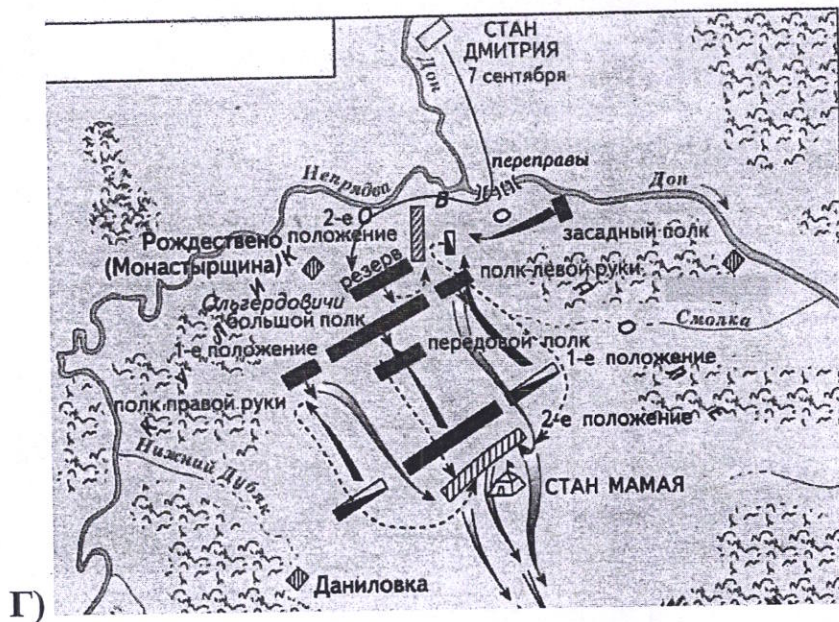 СТАН
ДМИТРИЯ
7 сентября
Дон
переправы
Непрядва
Дон
2-е
положение
засадный полк
Рождествено
(Монастырщина)
резерв
полк левой руки
Ольгердовичи
большой полк
Смолка
1-е положение
передовой полк
1-е положение
полк правой руки
2-е положение
Нижний Дубяк
СТАН МАМАЯ
Даниловка
Г)